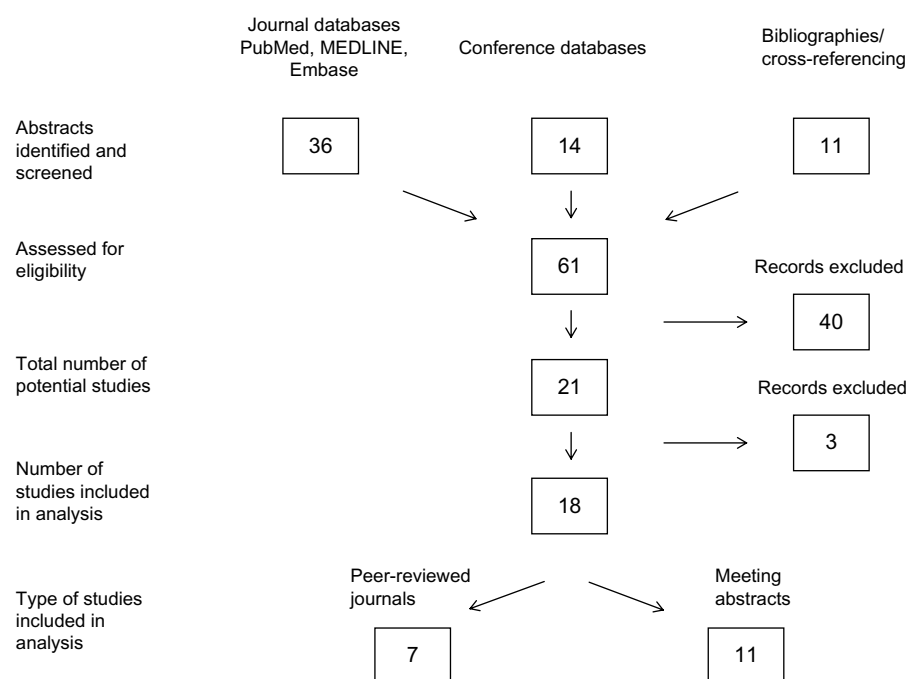 Journal databases
PubMed, MEDLINE,
Embase
Conference databases
Bibliographies/
cross-referencing
Abstracts
identified and
screened
36
14
11
Assessed for
eligibility
61
Records excluded
40
Total number of
potential studies
21
Records excluded
3
Number of
studies included
in analysis
18
Type of studies
included in
analysis
Peer-reviewed
journals
7
Meeting
abstracts
11